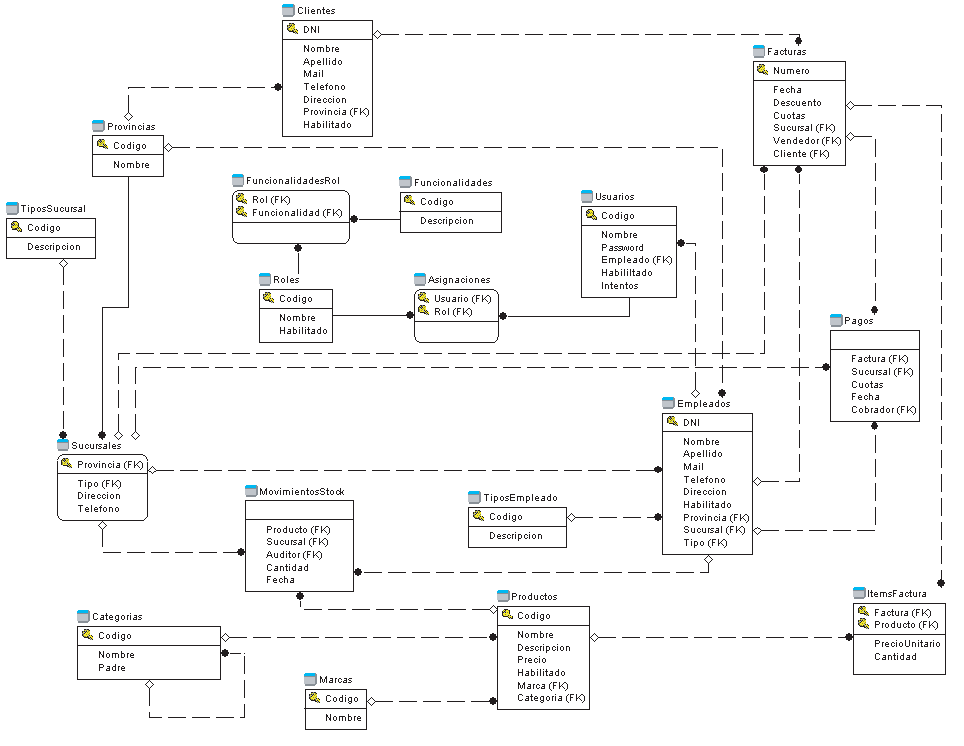 Clientes
DNI
Nombre
Apellido
Mail
Telefono
Direccion
Provincia (FK)
Habilitado
Facturas
Numero
Fecha
Descuento
Cuotas
Sucursal (FK)
Vendedor (FK)
Cliente (FK)
Provincias
Codigo
Nombre
TiposSucursal
Codigo
Descripcion
FuncionalidadesRol
Rol (FK)
Funcionalidad (FK)
Funcionalidades
Codigo
Descripcion
Usuarios
Codigo
Nombre
Password
Empleado (FK)
Habililtado
Intentos
Roles
Codigo
Nombre
Habilitado
Asignaciones
Usuario (FK)
Rol (FK)
Pagos
Factura (FK)
Sucursal (FK)
Cuotas
Fecha
Cobrador (FK)
Empleados
DNI
Nombre
Apellido
Mail
Telefono
Direccion
Habilitado
Provincia (FK)
Sucursal (FK)
Tipo (FK)
Sucursales
Provincia (FK)
Tipo (FK)
Direccion
Telefono
MovimientosStock
Producto (FK)
Sucursal (FK)
Auditor (FK)
Cantidad
Fecha
TiposEmpleado
Codigo
Descripcion
Productos
Codigo
Nombre
Descripcion
Precio
Habilitado
Marca (FK)
Categoria (FK)
ItemsFactura
Factura (FK)
Producto (FK)
PrecioUnitario
Cantidad
Categorias
Codigo
Nombre
Padre
Marcas
Codigo
Nombre